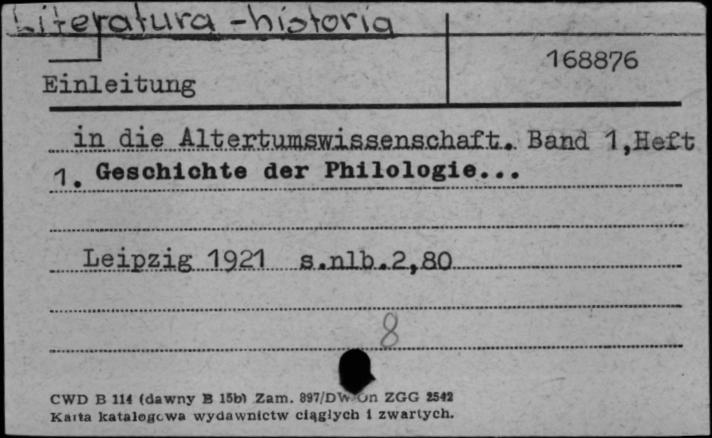 Literatura - historia
168876
Einleitung
in die Altertumswissenschaft. Band 1,Heft
1. Geschichte der Philologie...
Leipzig 1921 s.nlb.2,80
8
CWD B 114 (dawny B 15b) Zam. 897/DW ZGG 2542
Karta katalogowa wydawnictw ciągłych i zwartych.